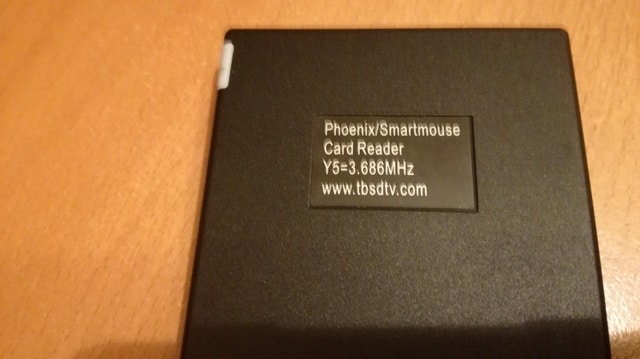 Phoenix/Smartmouse
Card Reader
Y5=3.686MHz
www.tbsdtv.com